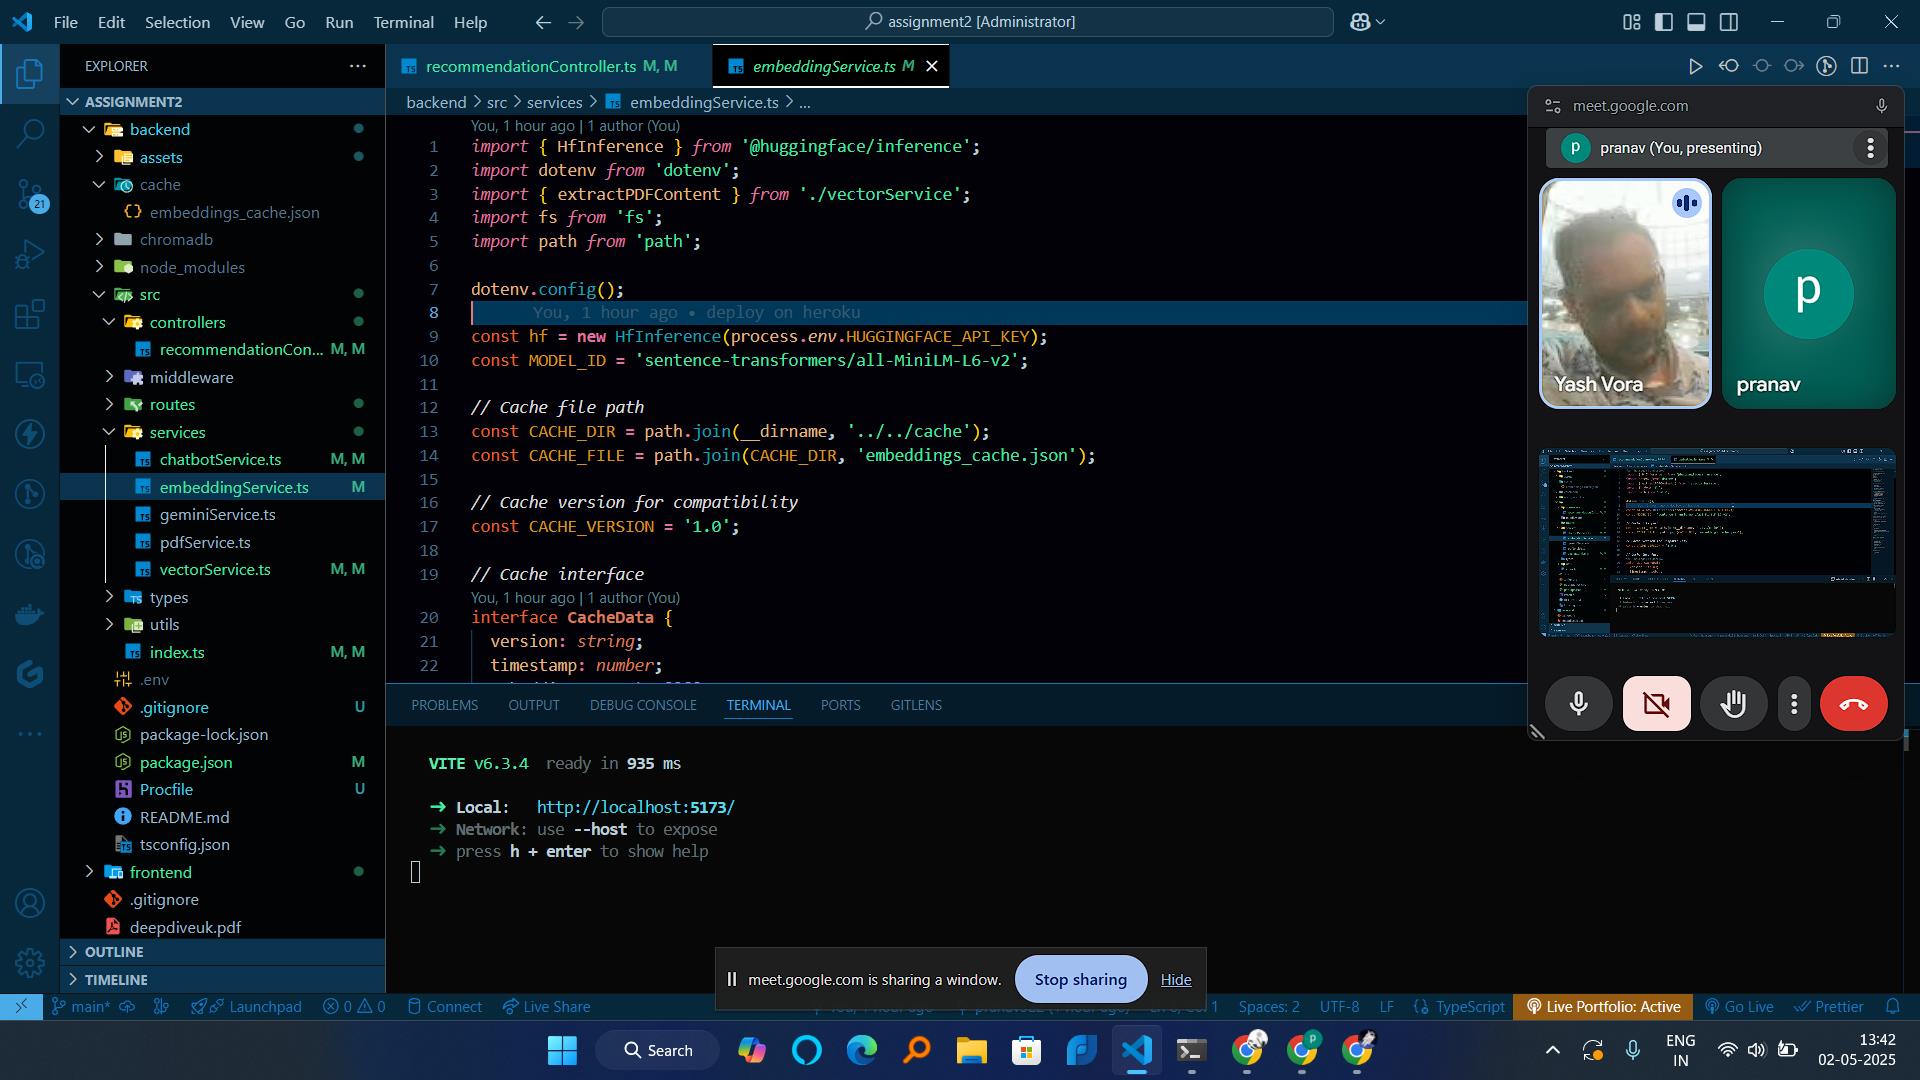 File Edit Selection View Go Run Terminal Help
assignment2 [Administrator]
EXPLORER
ASSIGNMENT2
backend
assets
cache
embeddings_cache.json
chromadb
node_modules
src
controllers
recommendationCon... M, M
middleware
routes
services
chatbotService.ts M, M
embeddingService.ts M
geminiService.ts
pdfService.ts
vectorService.ts M, M
types
utils
index.ts M, M
.env
.gitignore U
package-lock.json
package.json M
Procfile U
README.md
tsconfig.json
frontend
.gitignore
deepdiveuk.pdf
OUTLINE
TIMELINE
21
recommendationController.ts M, M
embeddingService.ts M
backend > src > services > embeddingService.ts > ...
You, 1 hour ago | 1 author (You)
1 import { HfInference } from '@huggingface/inference';
2 import dotenv from 'dotenv';
3 import { extractPDFContent } from './vectorService';
4 import fs from 'fs';
5 import path from 'path';
6
7 dotenv.config();
8 You, 1 hour ago • deploy on heroku
9 const hf = new HfInference(process.env.HUGGINGFACE_API_KEY);
10 const MODEL_ID = 'sentence-transformers/all-MiniLM-L6-v2';
11
12 // Cache file path
13 const CACHE_DIR = path.join(__dirname, '../../cache');
14 const CACHE_FILE = path.join(CACHE_DIR, 'embeddings_cache.json');
15
16 // Cache version for compatibility
17 const CACHE_VERSION = '1.0';
18
19 // Cache interface
You, 1 hour ago | 1 author (You)
20 interface CacheData {
21 version: string;
22 timestamp: number;
PROBLEMS OUTPUT DEBUG CONSOLE TERMINAL PORTS GITLENS
VITE v6.3.4 ready in 935 ms
➜ Local: http://localhost:5173/
➜ Network: use --host to expose
➜ press h + enter to show help
meet.google.com
p pranav (You, presenting)
Yash Vora
p
pranav
meet.google.com is sharing a window. Stop sharing Hide
main* Launchpad 0 0 Connect Live Share
Spaces: 2 UTF-8 LF {} TypeScript Live Portfolio: Active Go Live Prettier
Search
ENG
IN
13:42
02-05-2025